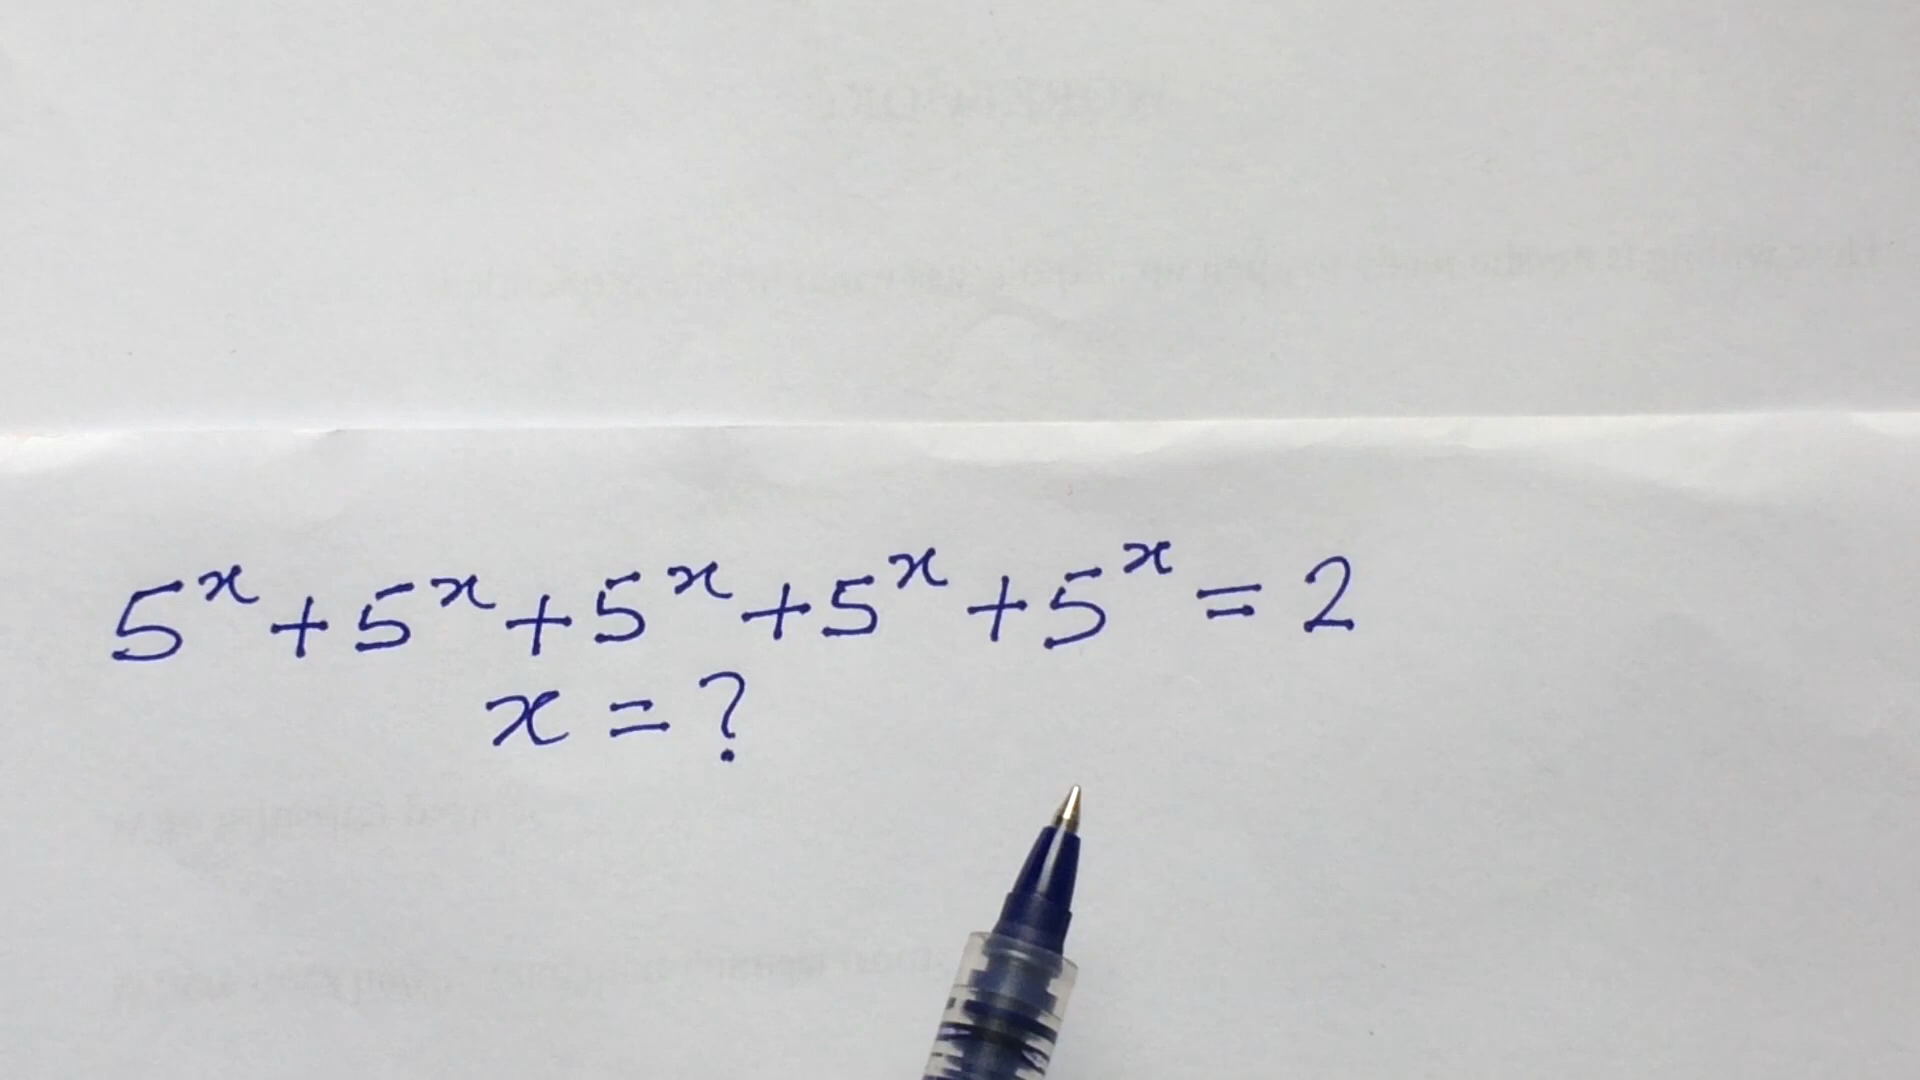 5^x + 5^x + 5^x + 5^x + 5^x = 2
x = ?